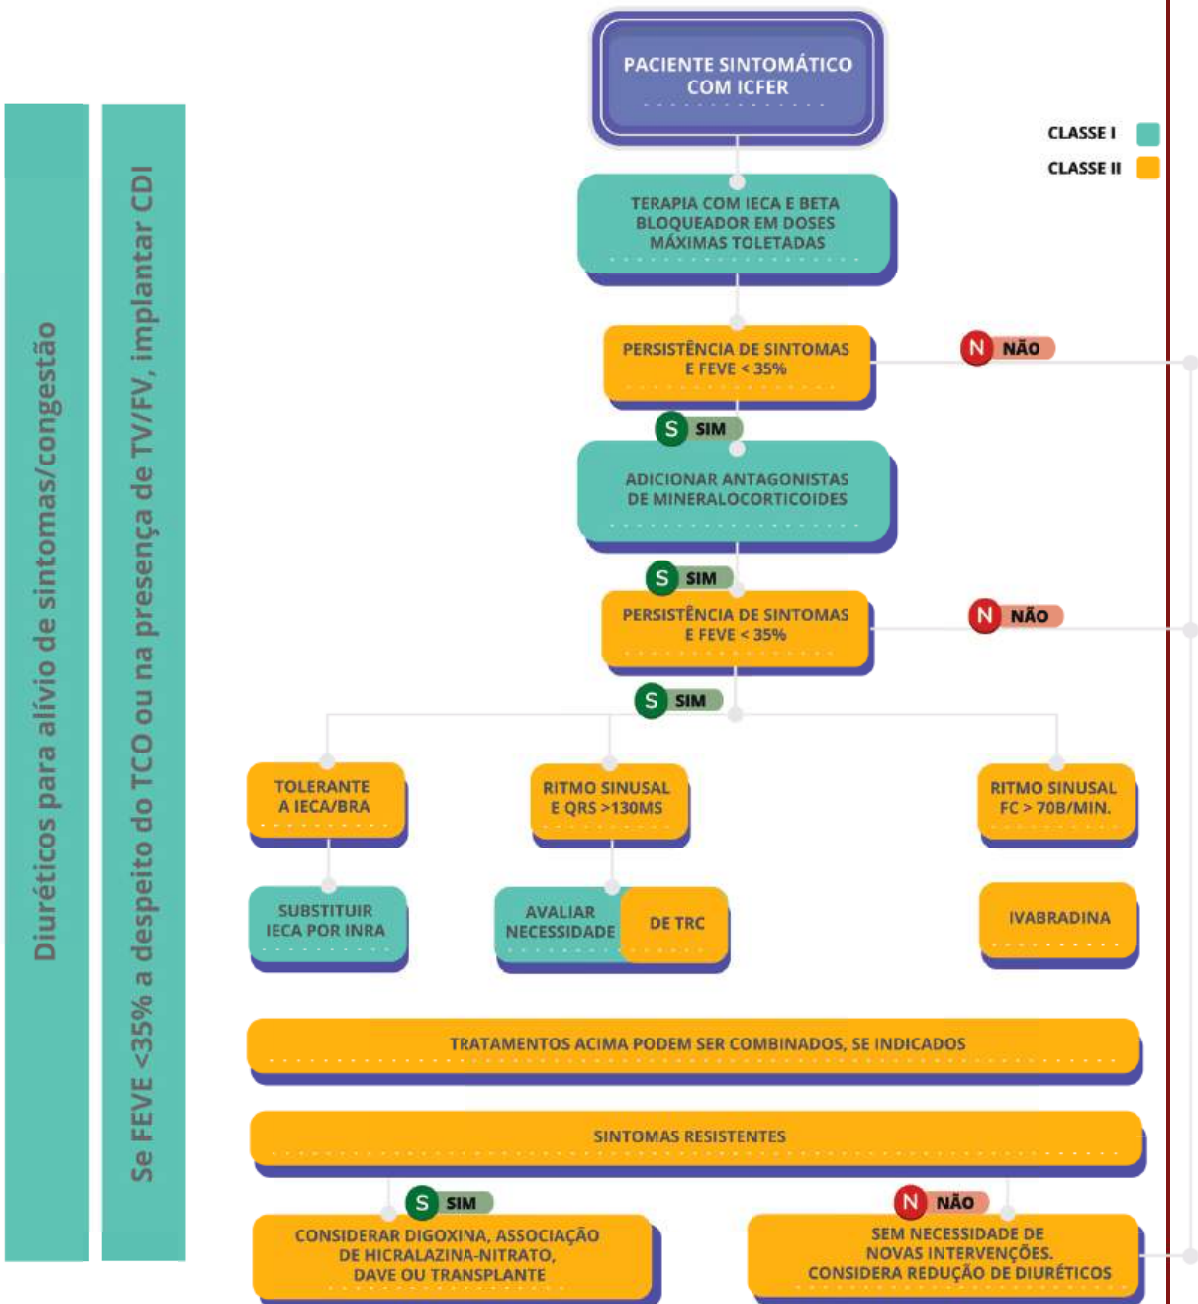 PACIENTE SINTOMÁTICO
COM ICFER
CLASSE I
CLASSE II
Diuréticos para alívio de sintomas/congestão
Se FEVE <35% a despeito do TCO ou na presença de TV/FV, implantar CDI
TERAPIA COM IECA E BETA
BLOQUEADOR EM DOSES
MÁXIMAS TOLETADAS
PERSISTÊNCIA DE SINTOMAS
E FEVE < 35%
N NÃO
S SIM
ADICIONAR ANTAGONISTAS
DE MINERALOCORTICOIDES
S SIM
PERSISTÊNCIA DE SINTOMAS
E FEVE < 35%
N NÃO
S SIM
TOLERANTE
A IECA/BRA
RITMO SINUSAL
E QRS >130MS
RITMO SINUSAL
FC > 70B/MIN.
SUBSTITUIR
IECA POR INRA
AVALIAR
NECESSIDADE
DE TRC
IVABRADINA
TRATAMENTOS ACIMA PODEM SER COMBINADOS, SE INDICADOS
SINTOMAS RESISTENTES
S SIM
N NÃO
CONSIDERAR DIGOXINA, ASSOCIAÇÃO
DE HICRALAZINA-NITRATO,
DAVE OU TRANSPLANTE
SEM NECESSIDADE DE
NOVAS INTERVENÇÕES.
CONSIDERA REDUÇÃO DE DIURÉTICOS